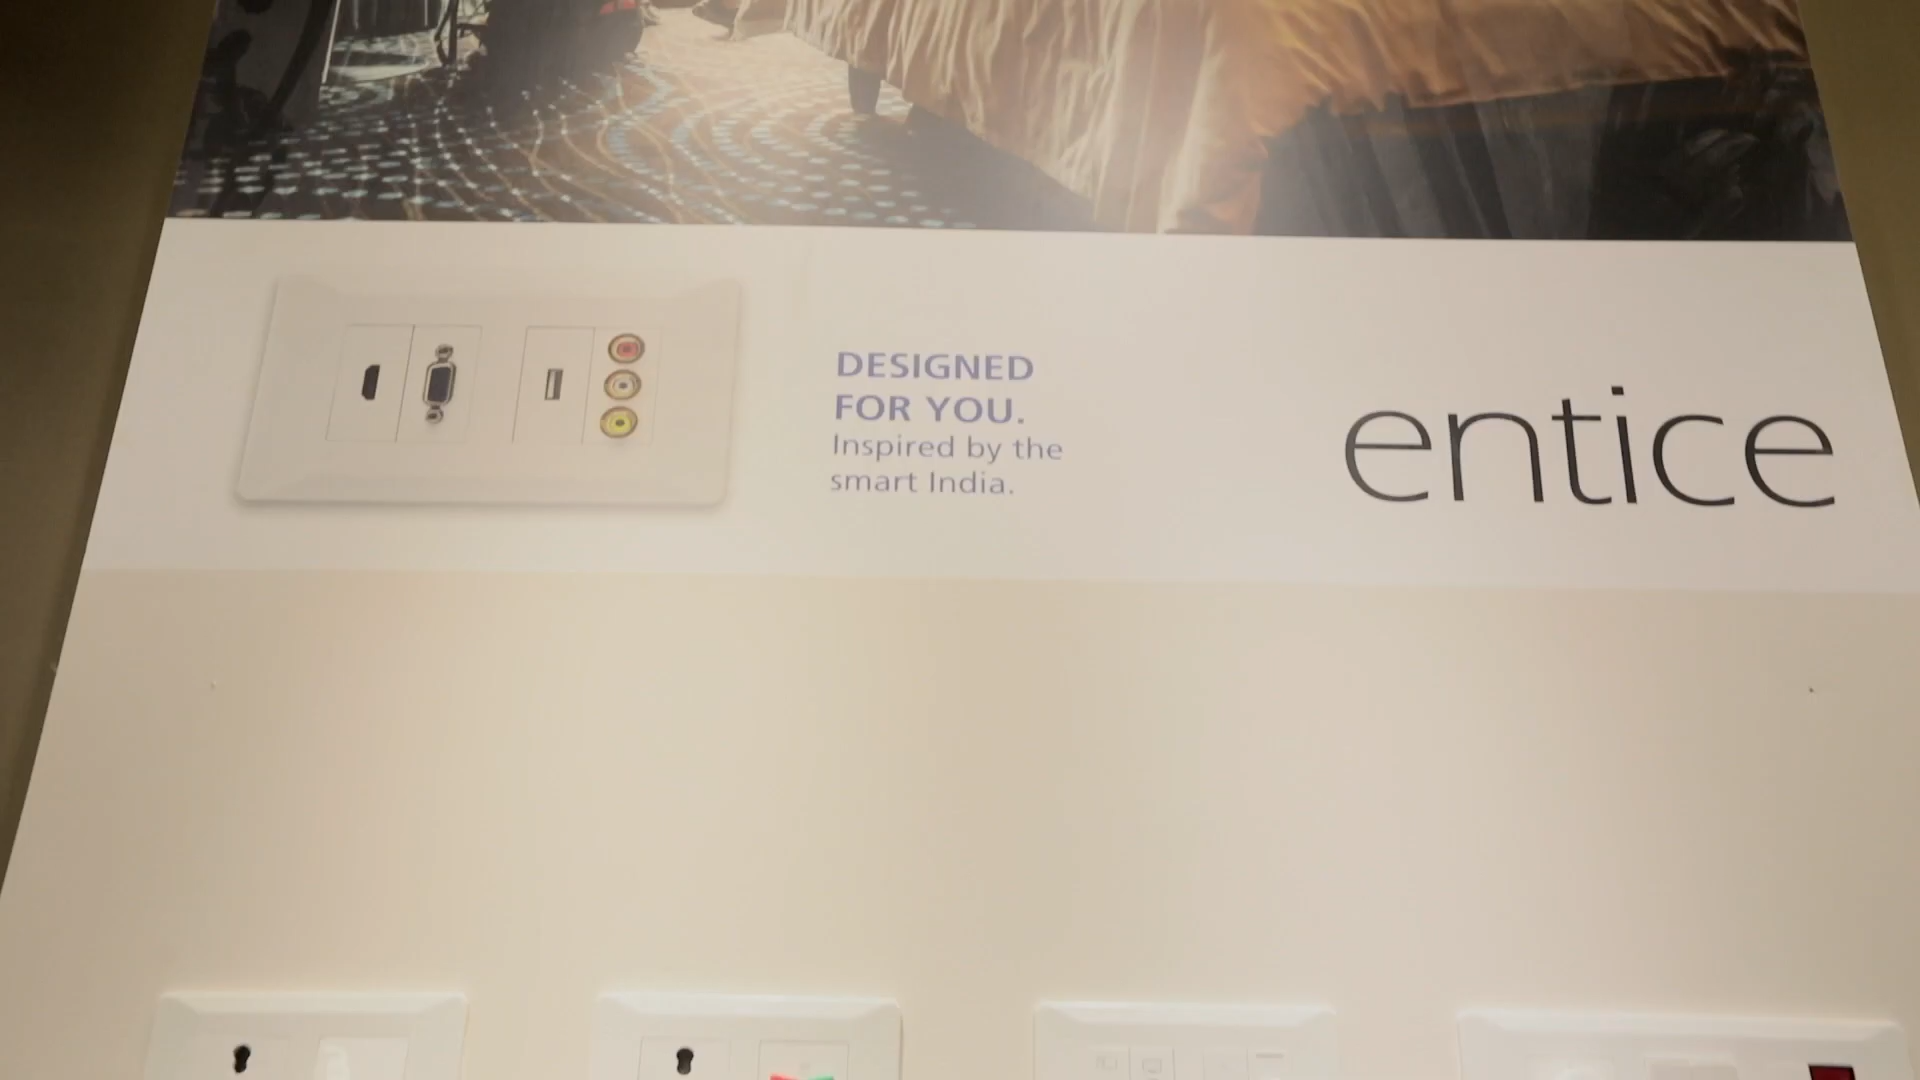 DESIGNED
FOR YOU.
Inspired by the
smart India.
entice